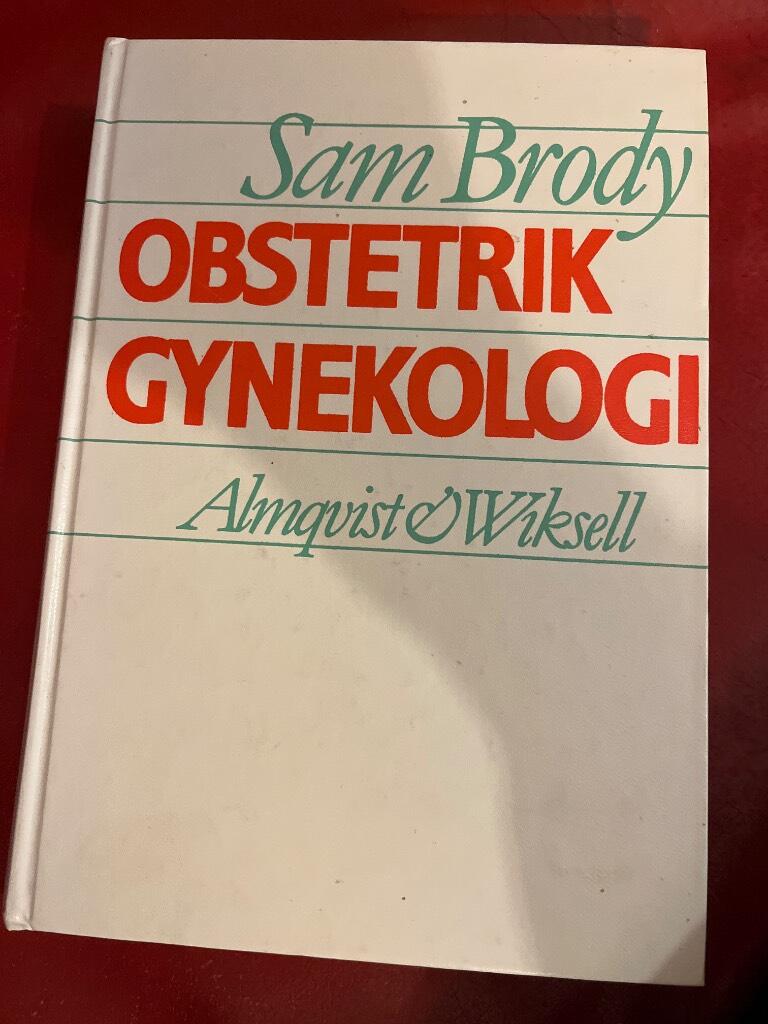 Sam Brody
OBSTETRIK
GYNEKOLOGI
Almqvist & Wiksell